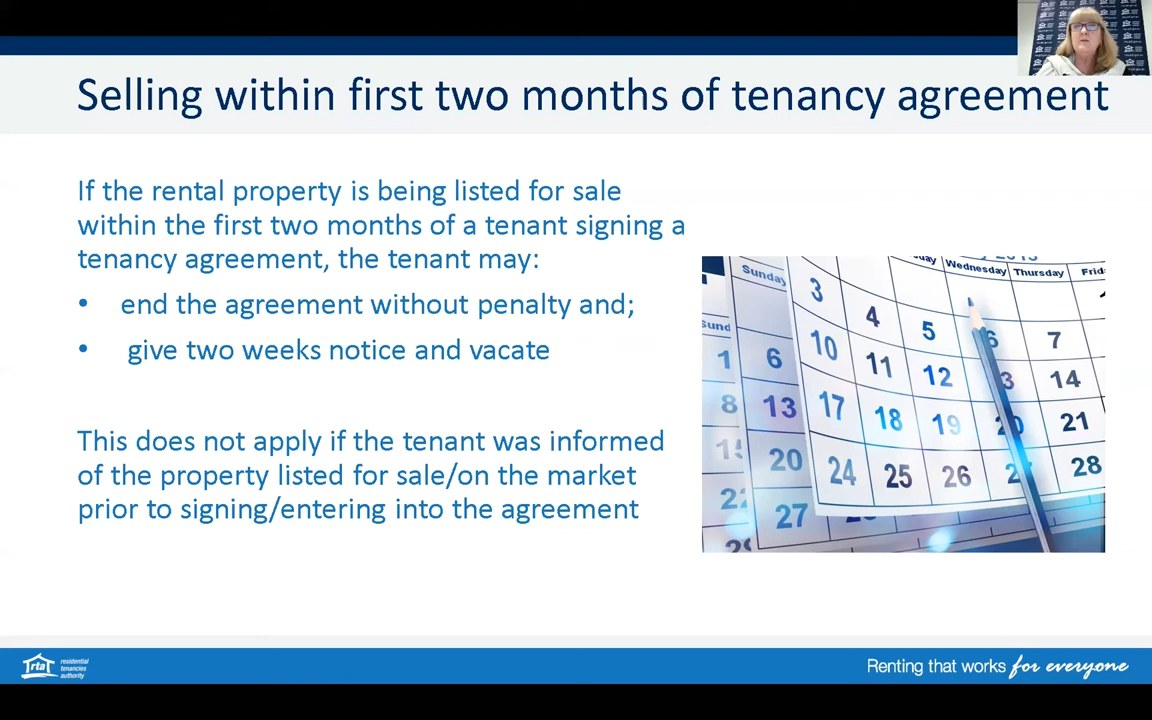 Selling within first two months of tenancy agreement
If the rental property is being listed for sale
within the first two months of a tenant signing a
tenancy agreement, the tenant may:
• end the agreement without penalty and;
• give two weeks notice and vacate
This does not apply if the tenant was informed
of the property listed for sale/on the market
prior to signing/entering into the agreement
Sunday Wednesday Thursday
3
4 5 6 7
10 11 12 14
17 18 19 20 21
24 25 26 28
1 6
8 13
20
27
rta residential
tenancies
authority
Renting that works for everyone